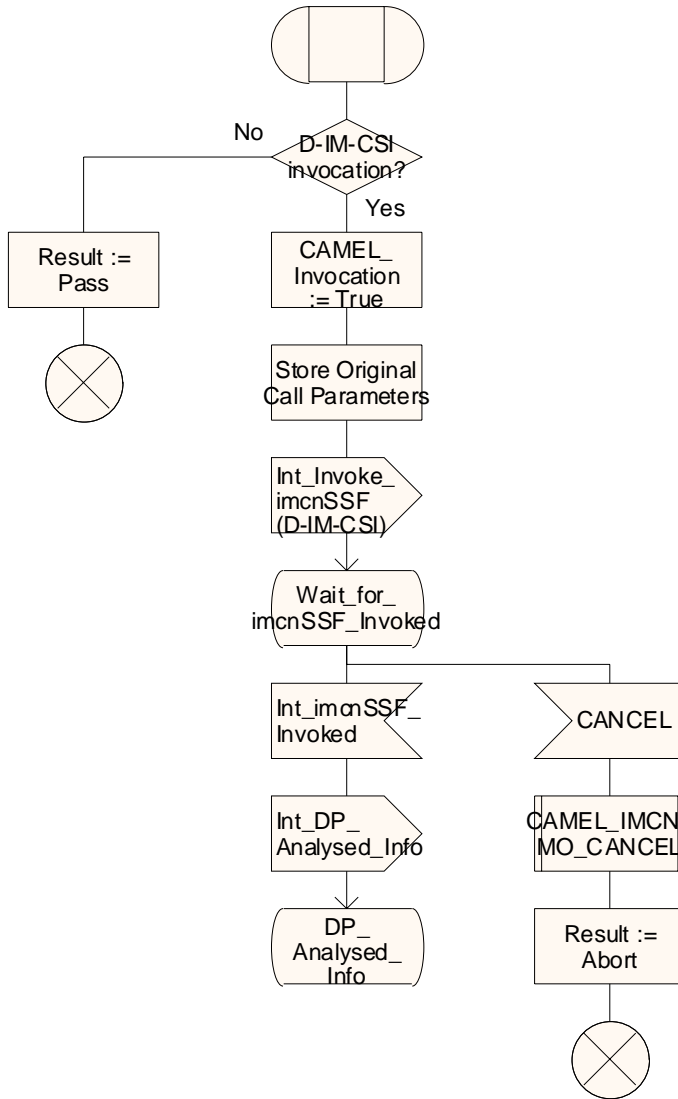 No
D-IM-CSI
invocation?
Yes
Result :=
Pass
CAMEL_
Invocation
:= True
Store Original
Call Parameters
Int_Invoke_
imcnSSF
(D-IM-CSI)
Wait_for_
imcnSSF_Invoked
Int_imcnSSF_
Invoked
CANCEL
Int_DP_
Analysed_Info
CAMEL_IMCN
MO_CANCEL
DP_
Analysed_
Info
Result :=
Abort